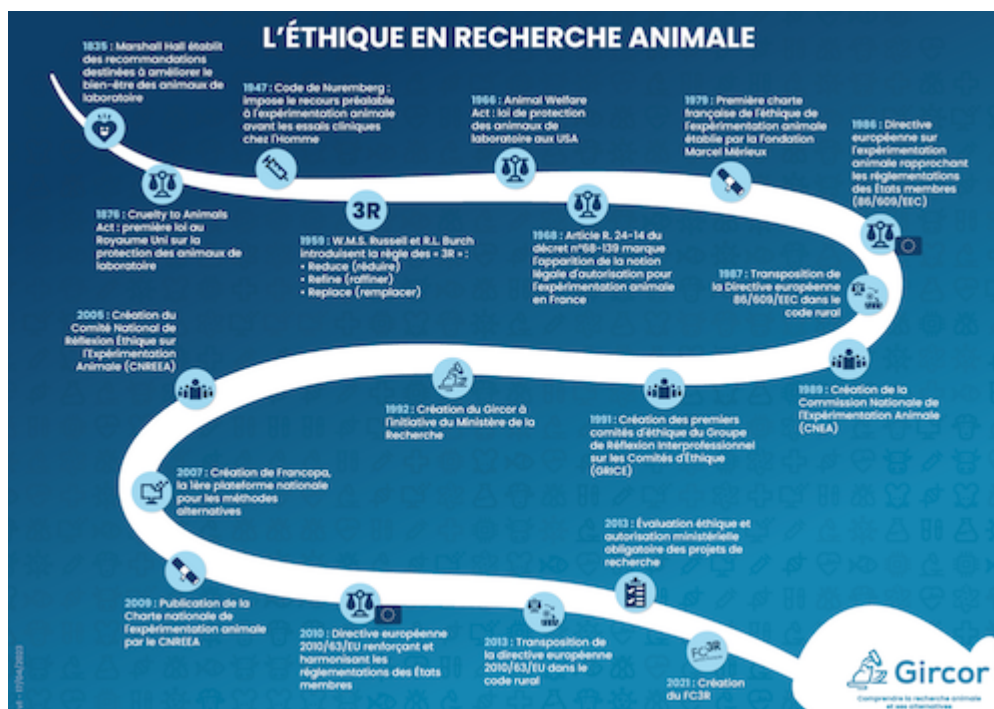 L'ÉTHIQUE EN RECHERCHE ANIMALE
1835 : Marshall Hall établit
des recommandations
destinées à améliorer le
bien-être des animaux de
laboratoire
1876 : Cruelty to Animals
Act : première loi au
Royaume Uni sur la
protection des animaux de
laboratoire
1947 : Code de Nuremberg :
impose le recours préalable
à l'expérimentation animale
avant les essais cliniques
chez l'Homme
3R
1959 : W.M.S. Russell et R.L. Burch
introduisent la règle des « 3R » :
• Reduce (réduire)
• Refine (raffiner)
• Replace (remplacer)
1966 : Animal Welfare
Act : loi de protection
des animaux de
laboratoire aux USA
1968 : Article R. 24-14 du
décret n°68-139 marque
l'apparition de la notion
légale d'autorisation pour
l'expérimentation animale
en France
1979 : Première charte
française de l'éthique de
l'expérimentation animale
établie par la Fondation
Marcel Mérieux
1986 : Directive
européenne sur
l'expérimentation
animale rapprochant
les réglementations
des États membres
(86/609/EEC)
1987 : Transposition de
la Directive européenne
86/609/EEC dans le
code rural
1989 : Création de la
Commission Nationale de
l'Expérimentation Animale
(CNEA)
1991 : Création des premiers
comités d'éthique du Groupe
de Réflexion Interprofessionnel
sur les Comités d'Éthique
(GRICE)
1992 : Création du Gircor à
l'initiative du Ministère de la
Recherche
2005 : Création du
Comité National de
Réflexion Éthique sur
l'Expérimentation
Animale (CNREEA)
2007 : Création de Francopa,
la 1ère plateforme nationale
pour les méthodes
alternatives
2009 : Publication de la
Charte nationale de
l'expérimentation animale
par le CNREEA
2010 : Directive européenne
2010/63/EU renforçant et
harmonisant les
réglementations des États
membres
2013 : Transposition de
la directive européenne
2010/63/EU dans le
code rural
2013 : Évaluation éthique et
autorisation ministérielle
obligatoire des projets de
recherche
FC3R
2021 : Création
du FC3R
Gircor
Comprendre la recherche animale
et ses alternatives
17/04/2023